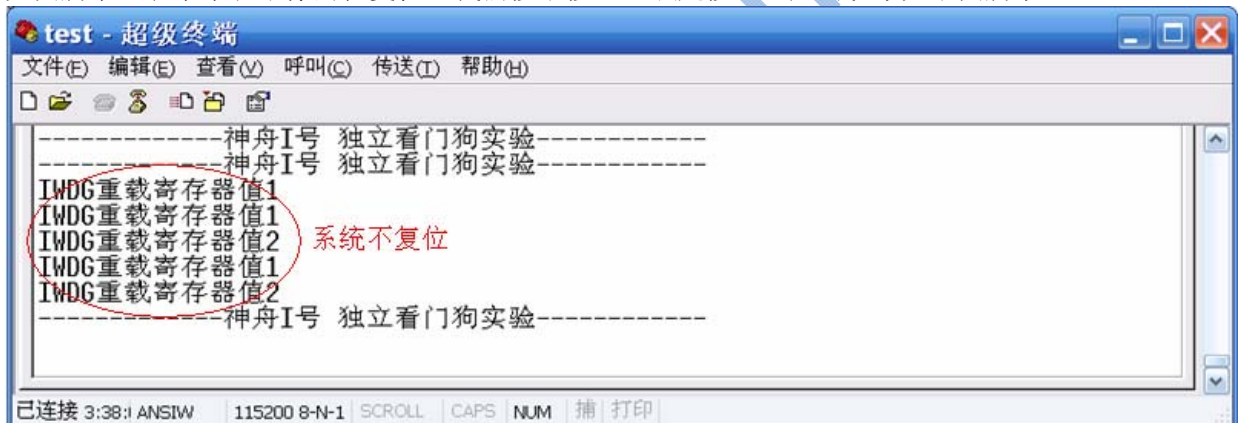 test - 超级终端
文件(F) 编辑(E) 查看(V) 呼叫(C) 传送(T) 帮助(H)
-------------神舟I号 独立看门狗实验------------
-------------神舟I号 独立看门狗实验------------
IWDG重载寄存器值1
IWDG重载寄存器值1
IWDG重载寄存器值2
IWDG重载寄存器值1
IWDG重载寄存器值2
系统不复位
-------------神舟I号 独立看门狗实验------------
已连接 3:38: ANSIW 115200 8-N-1 SCROLL CAPS NUM 捕 打印